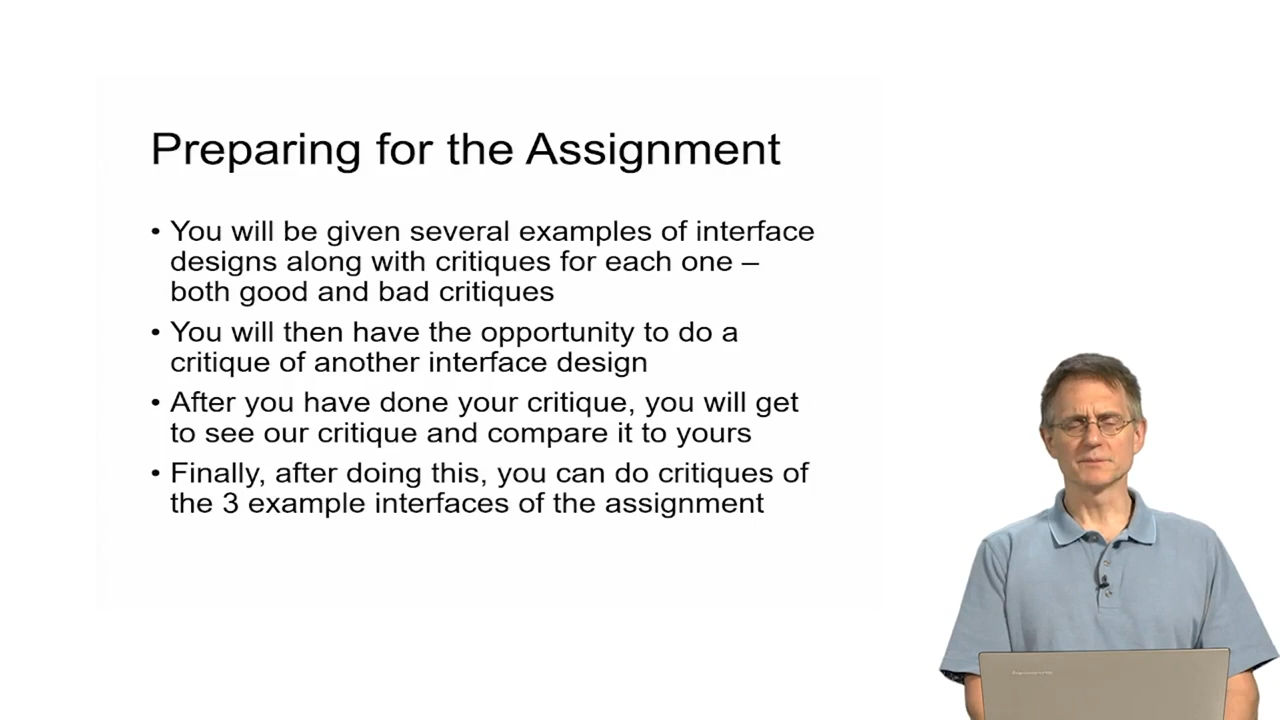 Preparing for the Assignment
• You will be given several examples of interface
designs along with critiques for each one –
both good and bad critiques
• You will then have the opportunity to do a
critique of another interface design
• After you have done your critique, you will get
to see our critique and compare it to yours
• Finally, after doing this, you can do critiques of
the 3 example interfaces of the assignment